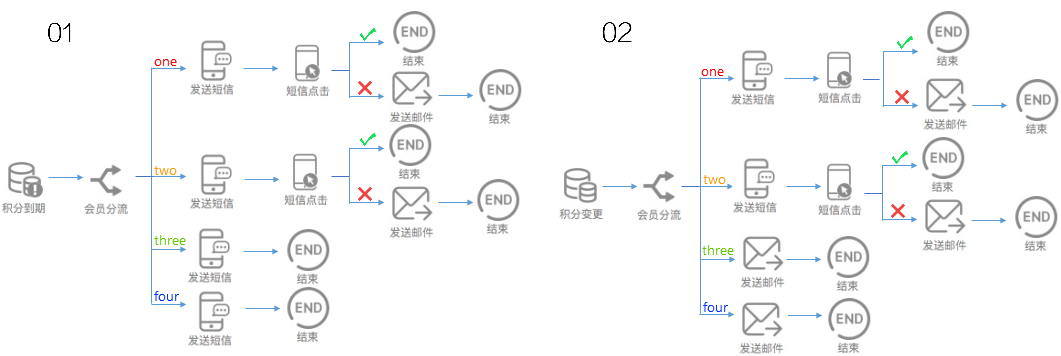 01
积分到期
会员分流
one
发送短信
短信点击
END
结束
发送邮件
END
结束
two
发送短信
短信点击
END
结束
发送邮件
END
结束
three
发送短信
END
结束
four
发送短信
END
结束
02
积分变更
会员分流
one
发送短信
短信点击
END
结束
发送邮件
END
结束
two
发送短信
短信点击
END
结束
发送邮件
END
结束
three
发送邮件
END
结束
four
发送邮件
END
结束